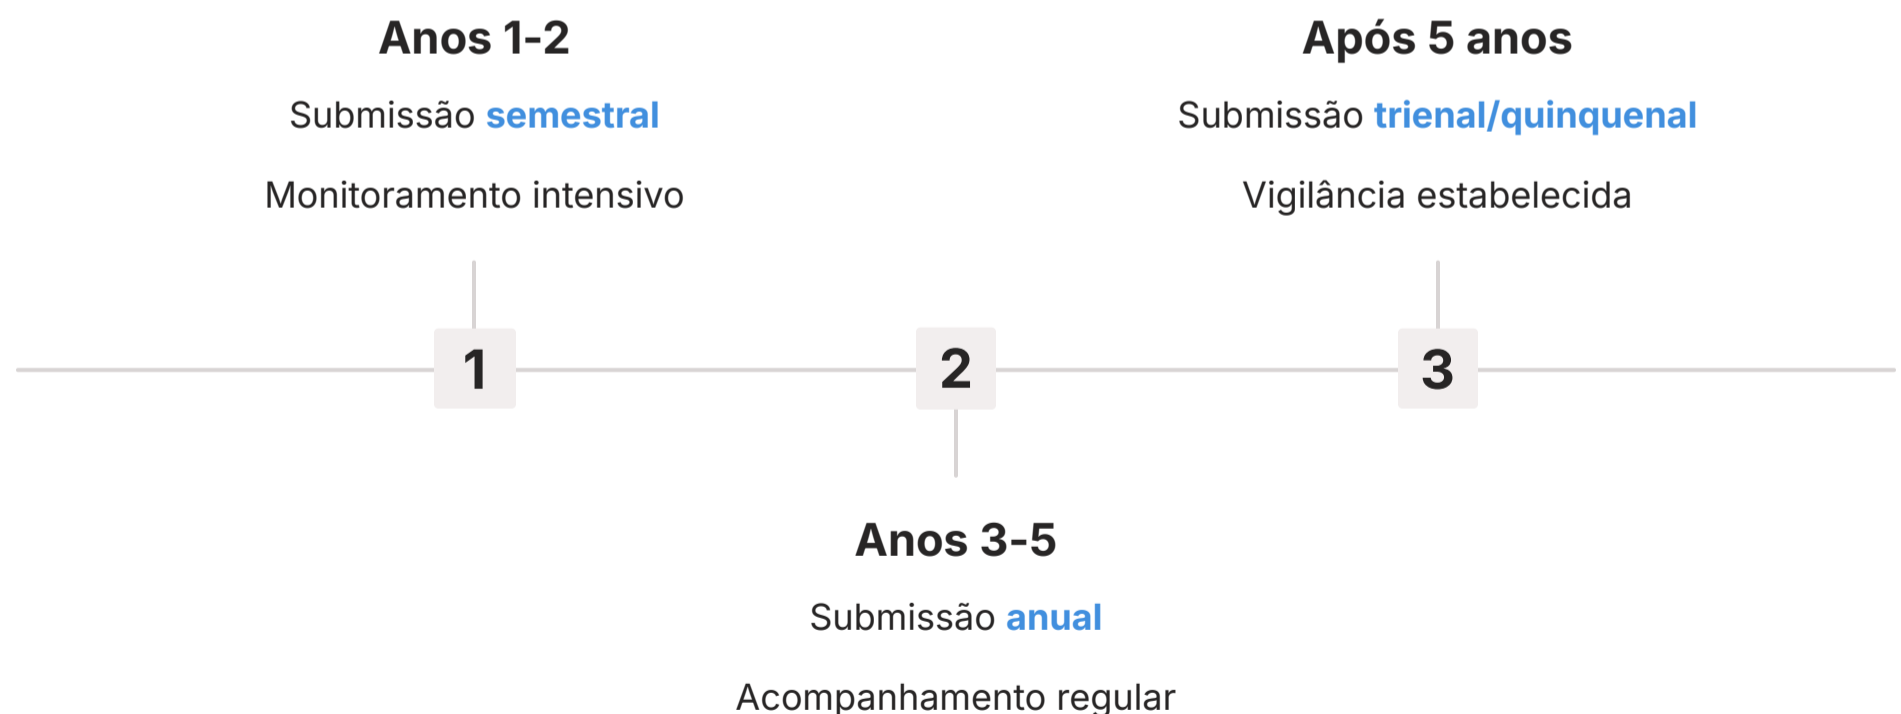 Anos 1-2
Submissão semestral
Monitoramento intensivo
Após 5 anos
Submissão trienal/quinquenal
Vigilância estabelecida
1
2
3
Anos 3-5
Submissão anual
Acompanhamento regular